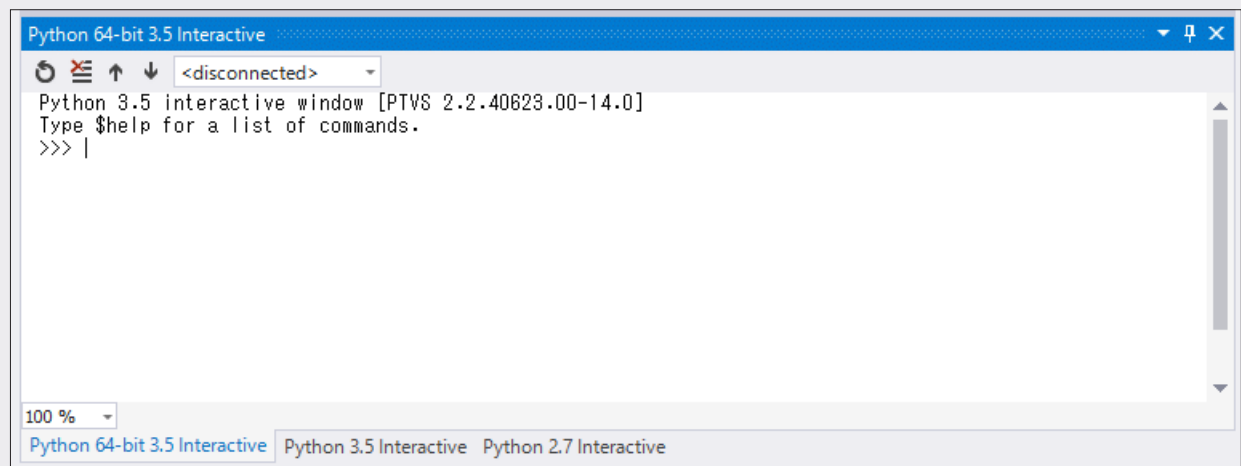 Python 64-bit 3.5 Interactive
<disconnected>
Python 3.5 interactive window [PTVS 2.2.40623.00-14.0]
Type $help for a list of commands.
>>>
100 %
Python 64-bit 3.5 Interactive Python 3.5 Interactive Python 2.7 Interactive